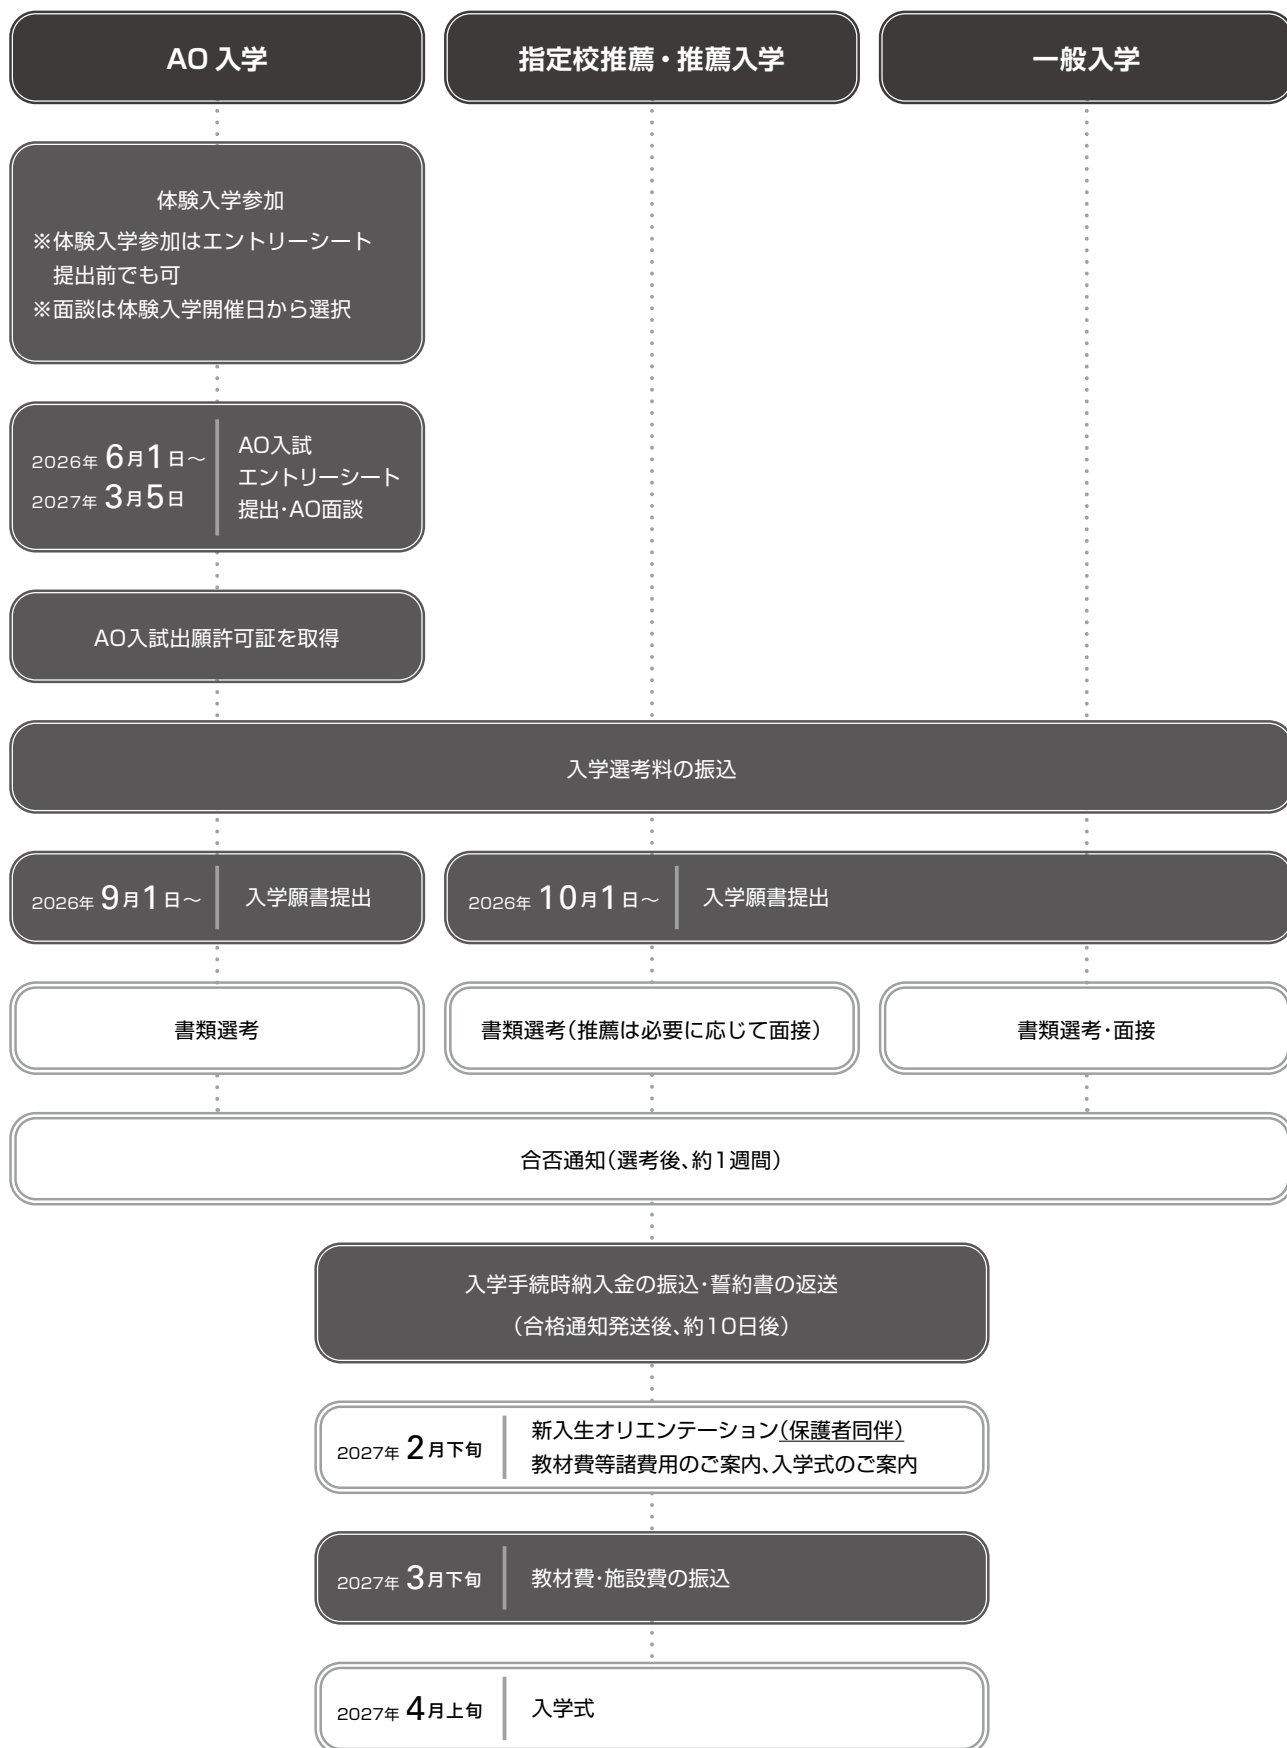 AO 入学
指定校推薦・推薦入学
一般入学
体験入学参加
※体験入学参加はエントリーシート
提出前でも可
※面談は体験入学開催日から選択
2026年 6月1日～
2027年 3月5日
AO入試
エントリーシート
提出・AO面談
AO入試出願許可証を取得
入学選考料の振込
2026年 9月1日～
入学願書提出
2026年 10月1日～
入学願書提出
書類選考
書類選考(推薦は必要に応じて面接)
書類選考・面接
合否通知(選考後、約1週間)
入学手続時納入金の振込・誓約書の返送
(合格通知発送後、約10日後)
2027年 2月下旬
新入生オリエンテーション(保護者同伴)
教材費等諸費用のご案内、入学式のご案内
2027年 3月下旬
教材費・施設費の振込
2027年 4月上旬
入学式